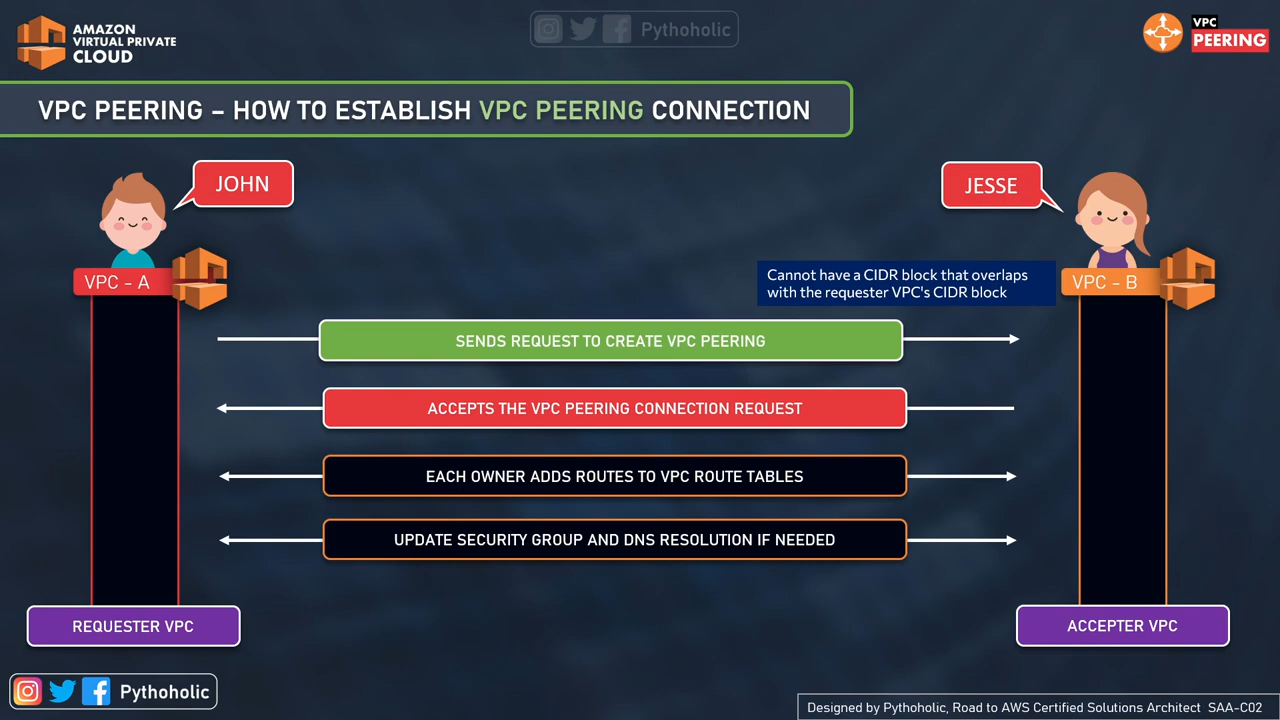 AMAZON
VIRTUAL PRIVATE
CLOUD
Pythoholic
VPC
PEERING
VPC PEERING – HOW TO ESTABLISH VPC PEERING CONNECTION
JOHN
JESSE
VPC - A
Cannot have a CIDR block that overlaps
with the requester VPC's CIDR block
VPC - B
SENDS REQUEST TO CREATE VPC PEERING
ACCEPTS THE VPC PEERING CONNECTION REQUEST
EACH OWNER ADDS ROUTES TO VPC ROUTE TABLES
UPDATE SECURITY GROUP AND DNS RESOLUTION IF NEEDED
REQUESTER VPC
ACCEPTER VPC
Pythoholic
Designed by Pythoholic, Road to AWS Certified Solutions Architect SAA-C02